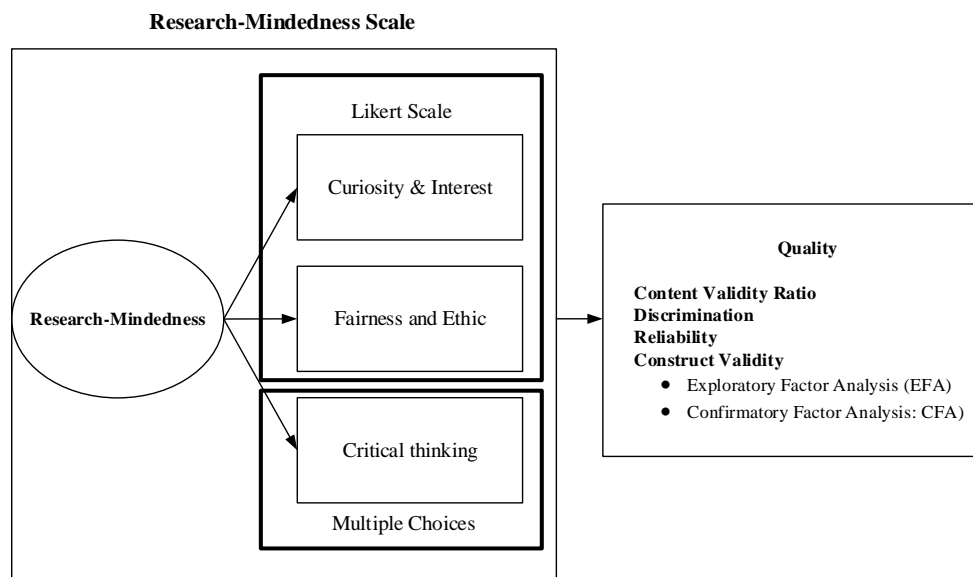 Research-Mindedness Scale
Likert Scale
Curiosity & Interest
Research-Mindedness
Fairness and Ethic
Critical thinking
Multiple Choices
Quality
Content Validity Ratio
Discrimination
Reliability
Construct Validity
• Exploratory Factor Analysis (EFA)
• Confirmatory Factor Analysis: CFA)